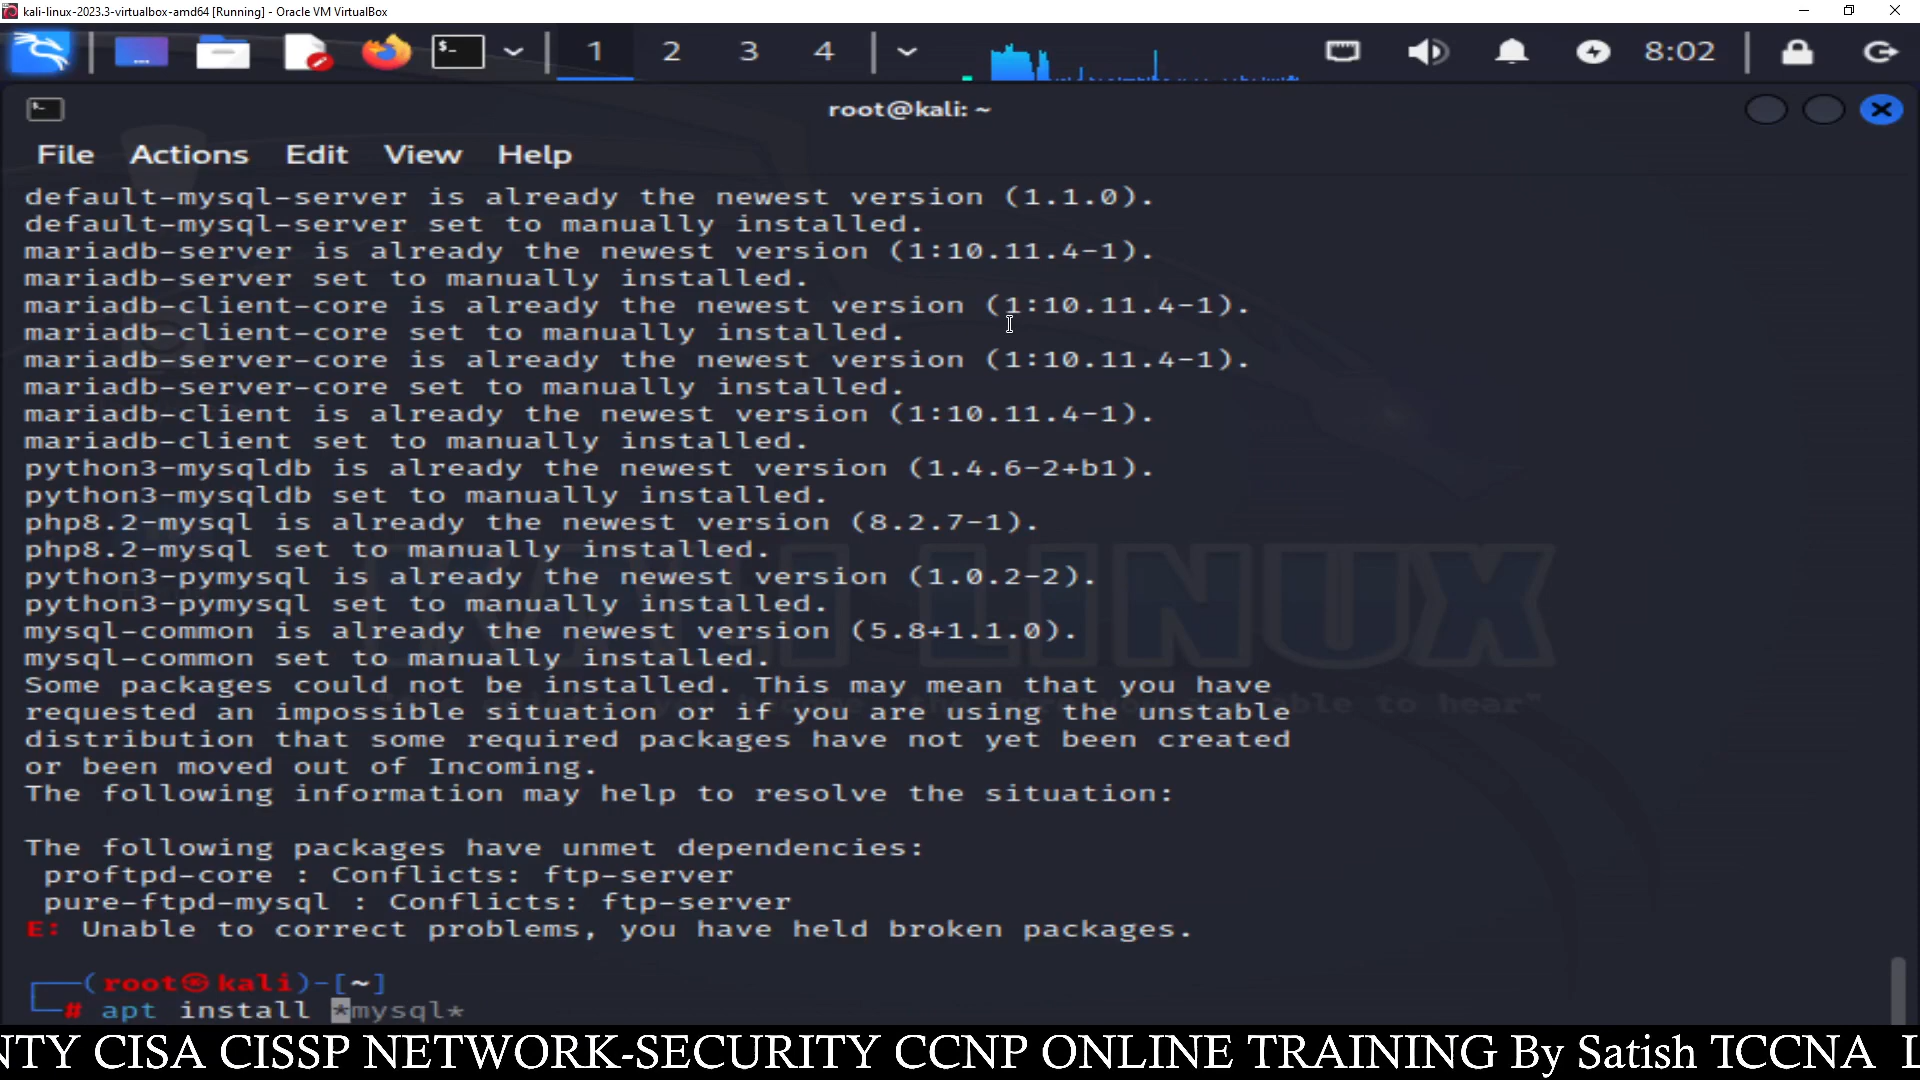 kali-linux-2023.3-virtualbox-amd64 [Running] - Oracle VM VirtualBox
1 2 3 4 8:02
root@kali: ~
File Actions Edit View Help
default-mysql-server is already the newest version (1.1.0).
default-mysql-server set to manually installed.
mariadb-server is already the newest version (1:10.11.4-1).
mariadb-server set to manually installed.
mariadb-client-core is already the newest version (1:10.11.4-1).
mariadb-client-core set to manually installed.
mariadb-server-core is already the newest version (1:10.11.4-1).
mariadb-server-core set to manually installed.
mariadb-client is already the newest version (1:10.11.4-1).
mariadb-client set to manually installed.
python3-mysqldb is already the newest version (1.4.6-2+b1).
python3-mysqldb set to manually installed.
php8.2-mysql is already the newest version (8.2.7-1).
php8.2-mysql set to manually installed.
python3-pymysql is already the newest version (1.0.2-2).
python3-pymysql set to manually installed.
mysql-common is already the newest version (5.8+1.1.0).
mysql-common set to manually installed.
Some packages could not be installed. This may mean that you have
requested an impossible situation or if you are using the unstable
distribution that some required packages have not yet been created
or been moved out of Incoming.
The following information may help to resolve the situation:
The following packages have unmet dependencies:
proftpd-core : Conflicts: ftp-server
pure-ftpd-mysql : Conflicts: ftp-server
E: Unable to correct problems, you have held broken packages.
(root㉿kali)-[~]
# apt install *mysql*
KALI LINUX
NTY CISA CISSP NETWORK-SECURITY CCNP ONLINE TRAINING By Satish TCCNA L